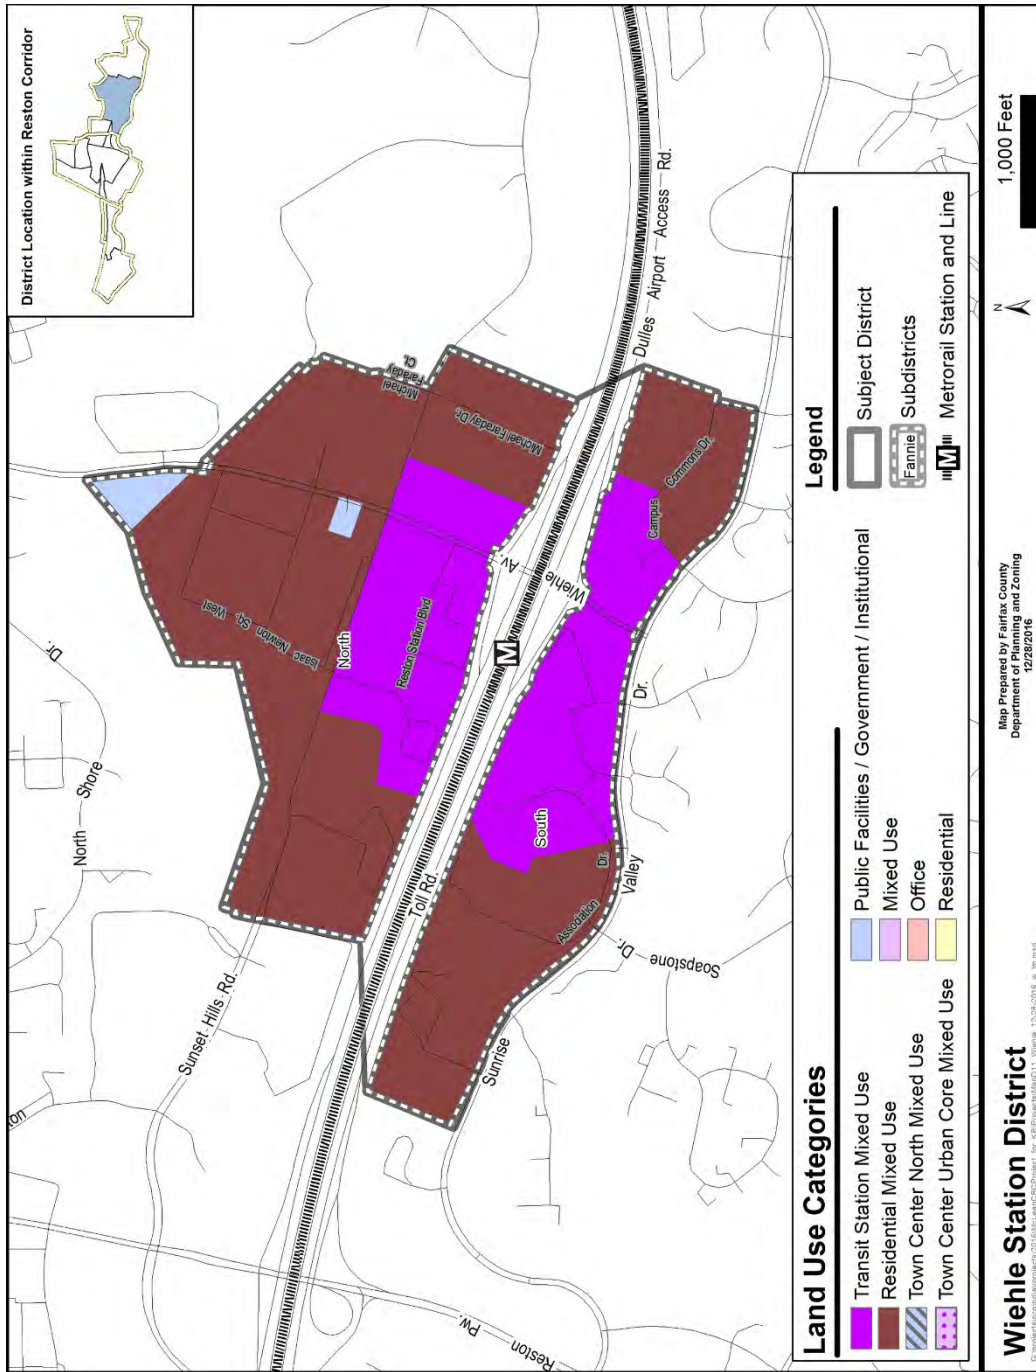 District Location within Reston Corridor
Dr.
Shore
North
Sunset Hills Rd.
Reston
Pw.
Isaac Newton Sq. West
North
Reston Station Blvd
Michael
Faraday
Ct.
Michael Faraday Dr.
Wiehle Av.
M
Toll Rd.
Dulles Airport Access Rd.
South
Campus
Commons Dr.
Association
Dr.
Sunrise
Valley
Dr.
Soapstone
Dr.
Land Use Categories
Transit Station Mixed Use
Residential Mixed Use
Town Center North Mixed Use
Town Center Urban Core Mixed Use
Public Facilities / Government / Institutional
Mixed Use
Office
Residential
Legend
Subject District
Fannie
Subdistricts
M
Metrorail Station and Line
Wiehle Station District
Map Prepared by Fairfax County
Department of Planning and Zoning
12/28/2016
N
1,000 Feet